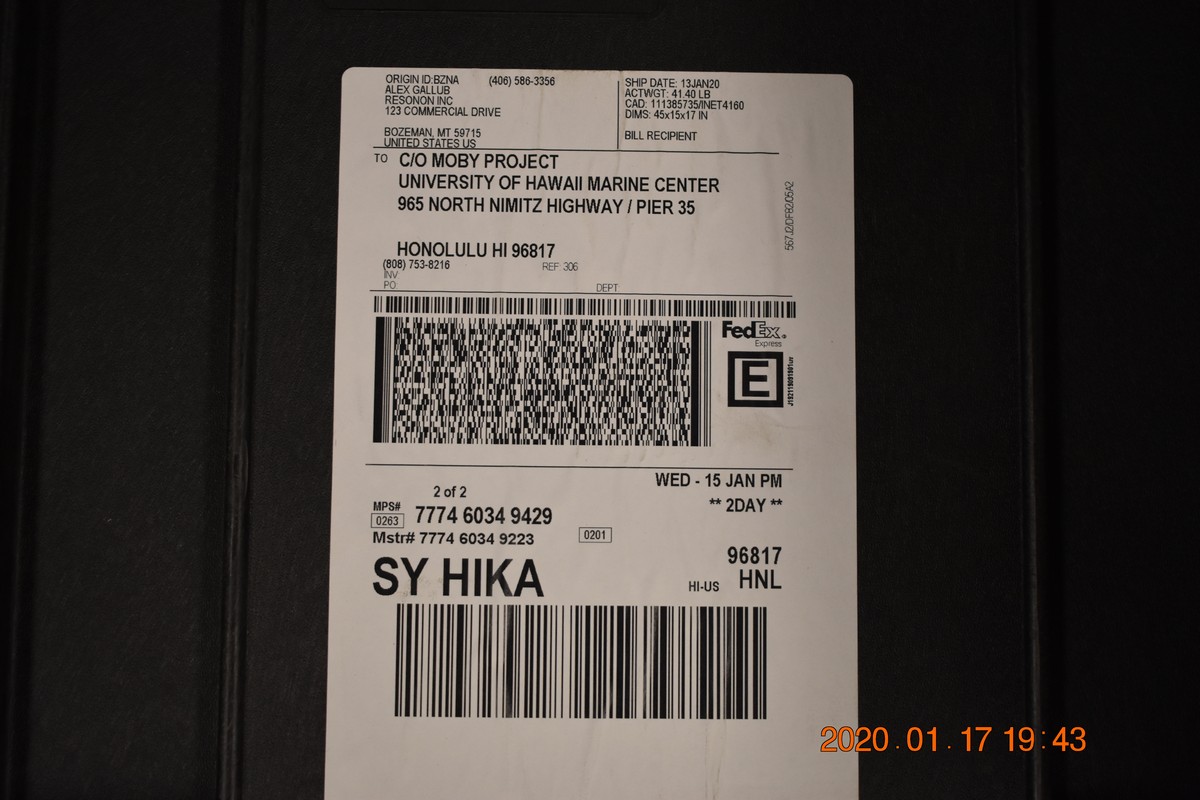 ORIGIN ID:BZNA (406) 586-3356
ALEX GALLUB
RESONON INC
123 COMMERCIAL DRIVE
BOZEMAN, MT 59715
UNITED STATES US
SHIP DATE: 13JAN20
ACTWGT: 41.40 LB
CAD: 111385735/INET4160
DIMS: 45x15x17 IN
BILL RECIPIENT
TO C/O MOBY PROJECT
UNIVERSITY OF HAWAII MARINE CENTER
965 NORTH NIMITZ HIGHWAY / PIER 35
HONOLULU HI 96817
(808) 753-8216 REF: 306
INV
PO DEPT
567J2/DFB2/05A2
FedEx
Express
E
WED - 15 JAN PM
** 2DAY **
2 of 2
MPS# 7774 6034 9429
0263
Mstr# 7774 6034 9223 0201
96817
SY HIKA HI-US HNL
2020.01.17 19:43